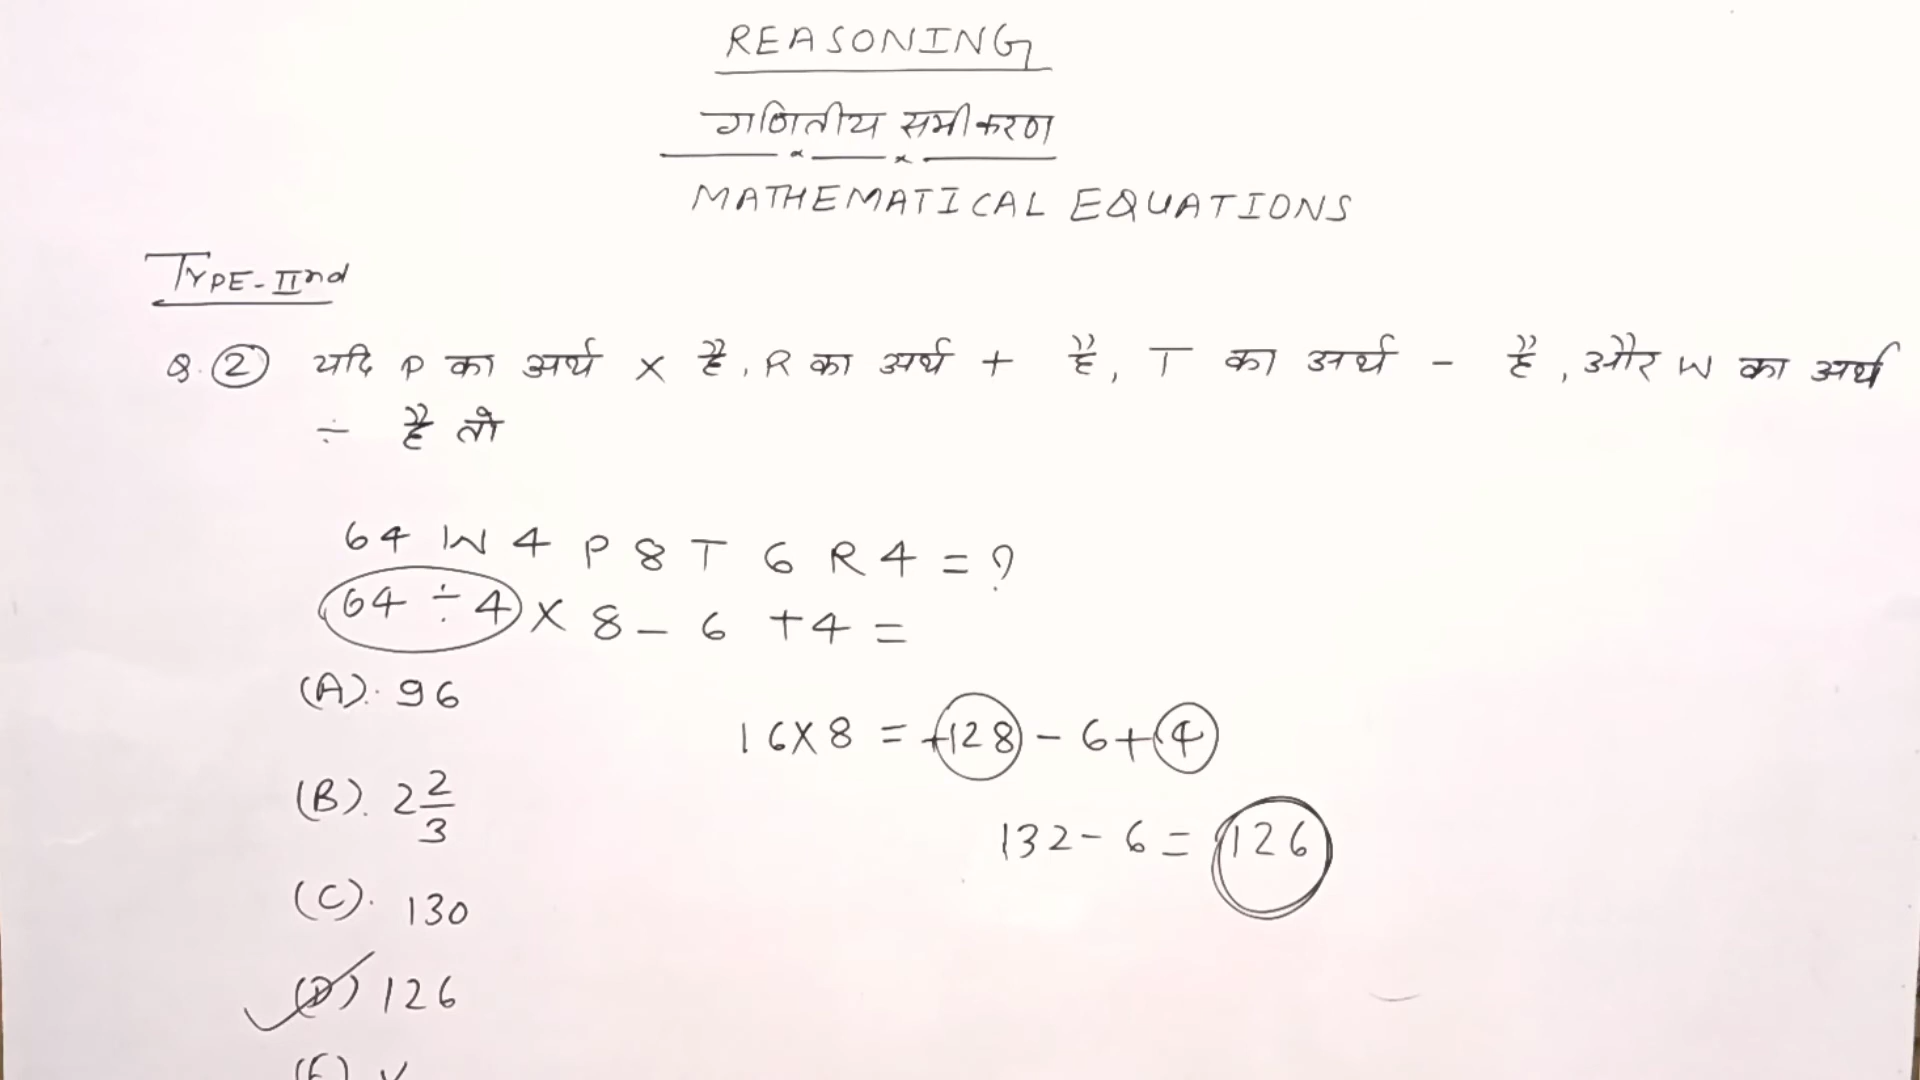 REASONING
गणितीय समीकरण
MATHEMATICAL EQUATIONS
TYPE-IInd
Q.② यदि P का अर्थ × है, R का अर्थ + है, T का अर्थ - है, और W का अर्थ
÷ है तो
64 W 4 P 8 T 6 R 4 = ?
64 ÷ 4 × 8 - 6 + 4 =
(A). 96
16×8 = +128 - 6 + 4
(B). 2 2/3
132 - 6 = 126
(C). 130
(D) 126